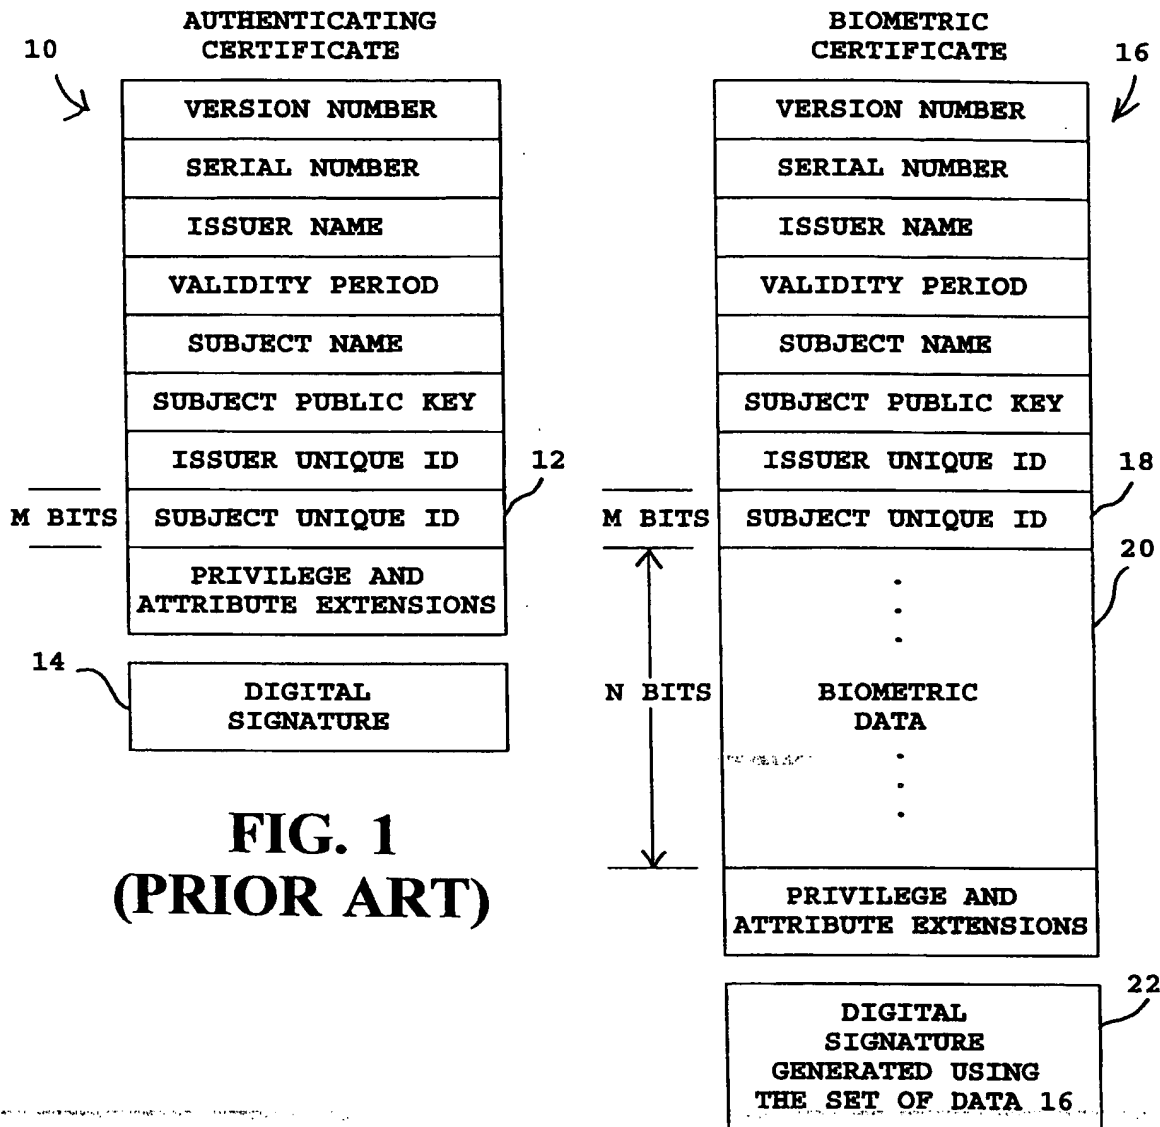 AUTHENTICATING
CERTIFICATE
10
VERSION NUMBER
SERIAL NUMBER
ISSUER NAME
VALIDITY PERIOD
SUBJECT NAME
SUBJECT PUBLIC KEY
ISSUER UNIQUE ID
12
M BITS
SUBJECT UNIQUE ID
PRIVILEGE AND
ATTRIBUTE EXTENSIONS
14
DIGITAL
SIGNATURE
FIG. 1
(PRIOR ART)
BIOMETRIC
CERTIFICATE
16
VERSION NUMBER
SERIAL NUMBER
ISSUER NAME
VALIDITY PERIOD
SUBJECT NAME
SUBJECT PUBLIC KEY
ISSUER UNIQUE ID
18
M BITS
SUBJECT UNIQUE ID
20
N BITS
BIOMETRIC
DATA
PRIVILEGE AND
ATTRIBUTE EXTENSIONS
22
DIGITAL
SIGNATURE
GENERATED USING
THE SET OF DATA 16